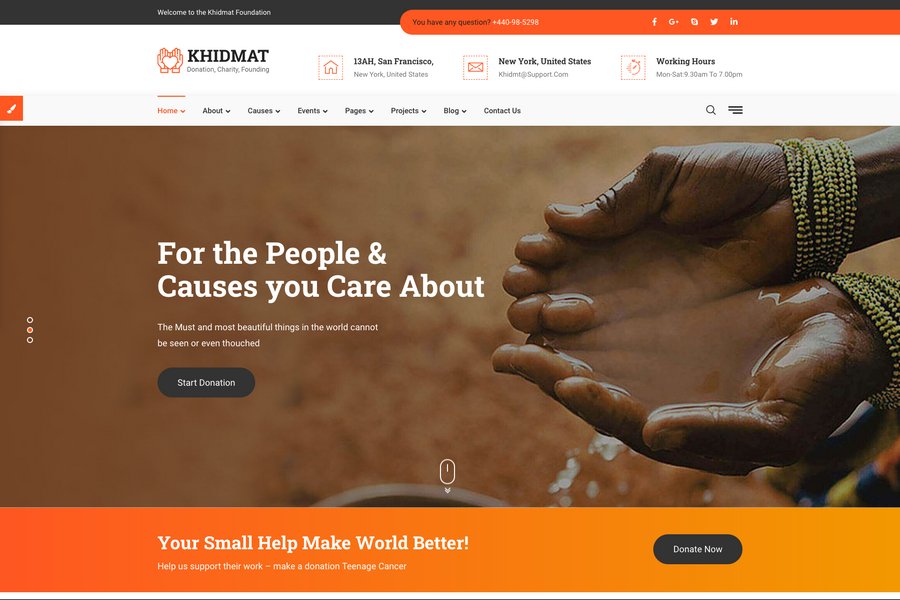 Welcome to the Khidmat Foundation
You have any question? +440-98-5298
KHIDMAT
Donation, Charity, Founding
13AH, San Francisco,
New York, United States
New York, United States
Khidmt@Support.Com
Working Hours
Mon-Sat:9.30am To 7.00pm
Home About Causes Events Pages Projects Blog Contact Us
For the People &
Causes you Care About
The Must and most beautiful things in the world cannot
be seen or even thouched
Start Donation
Your Small Help Make World Better!
Help us support their work – make a donation Teenage Cancer
Donate Now